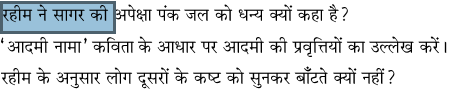 रहीम ने सागर की अपेक्षा पंक जल को धन्य क्यों कहा है?
‘आदमी नामा’ कविता के आधार पर आदमी की प्रवृत्तियों का उल्लेख करें।
रहीम के अनुसार लोग दूसरों के कष्ट को सुनकर बाँटते क्यों नहीं?